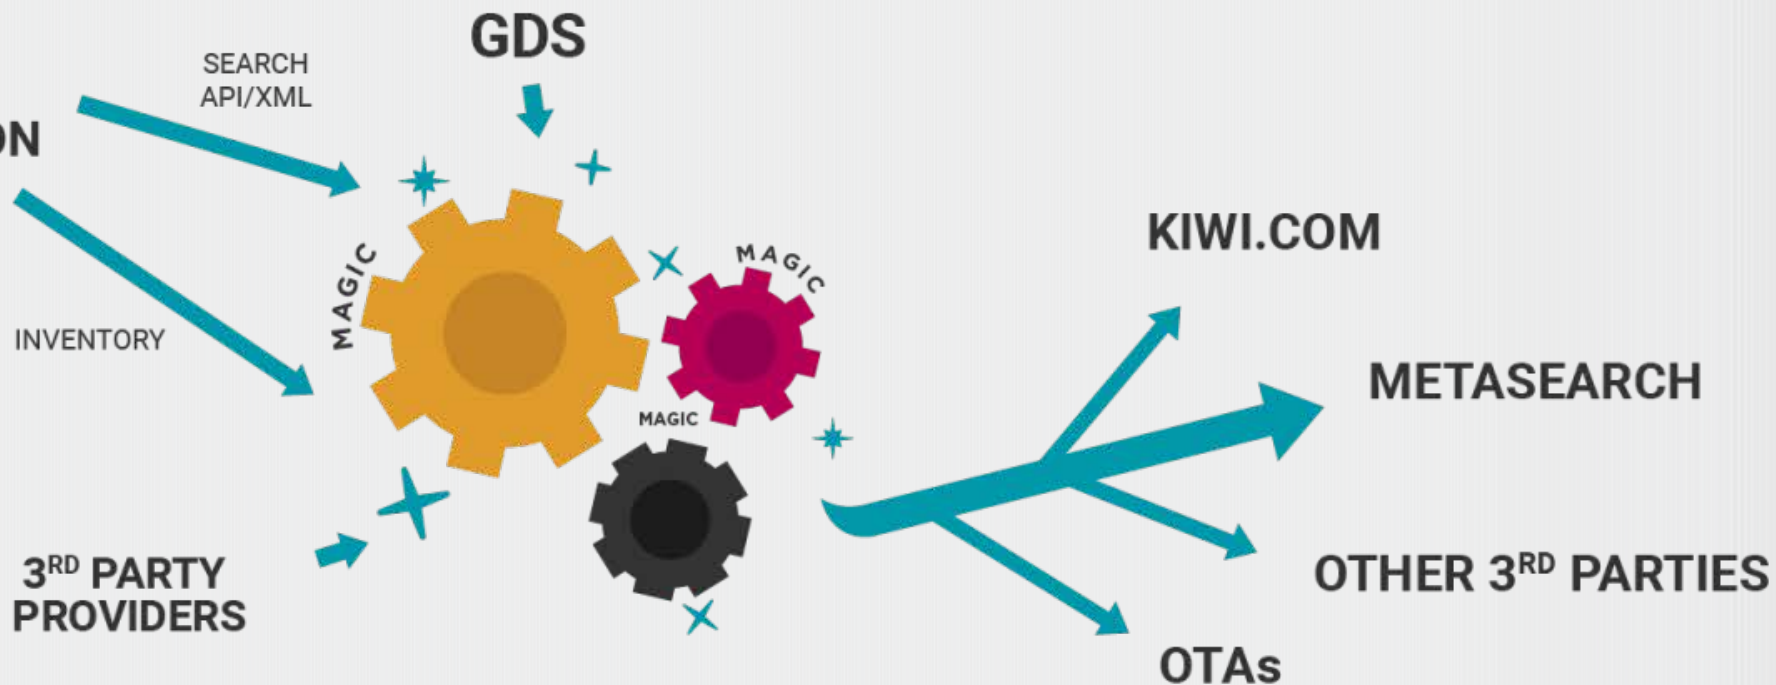 GDS
SEARCH
API/XML
ON
MAGIC
MAGIC
KIWI.COM
INVENTORY
METASEARCH
MAGIC
3RD PARTY
PROVIDERS
OTHER 3RD PARTIES
OTAs